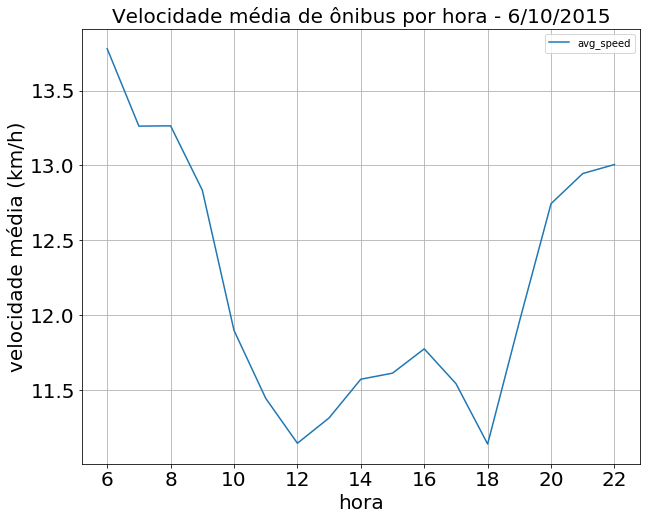 Velocidade média de ônibus por hora - 6/10/2015
avg_speed
velocidade média (km/h)
13.5
13.0
12.5
12.0
11.5
6 8 10 12 14 16 18 20 22
hora